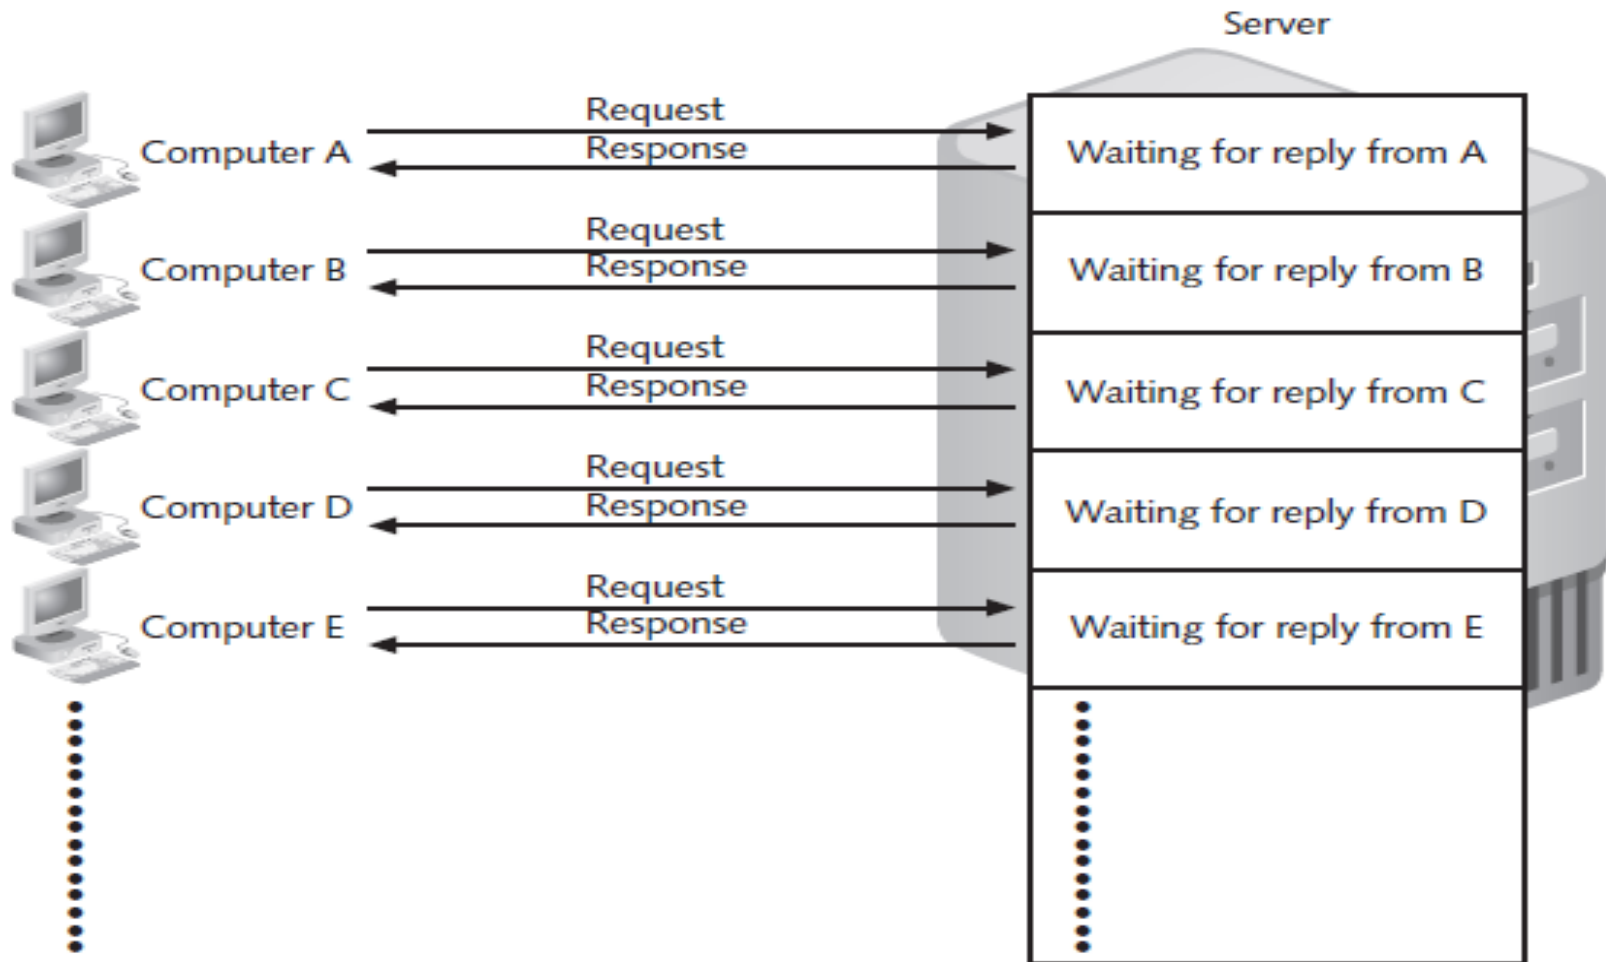 Server
Request
Computer A
Response
Waiting for reply from A
Request
Computer B
Response
Waiting for reply from B
Request
Computer C
Response
Waiting for reply from C
Request
Computer D
Response
Waiting for reply from D
Request
Computer E
Response
Waiting for reply from E